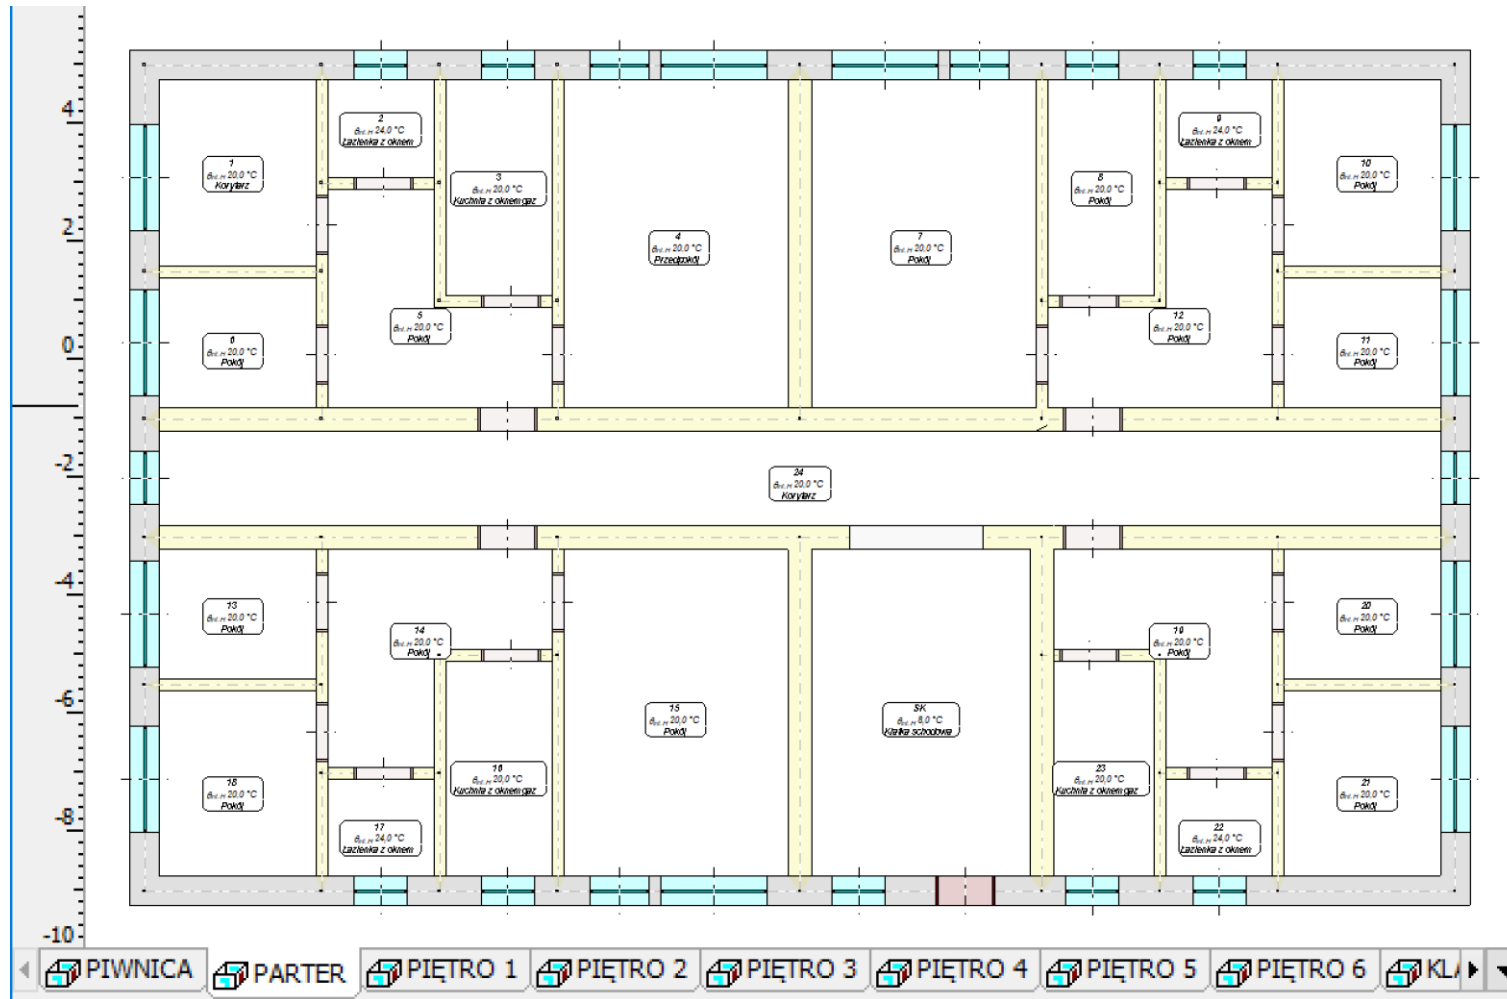 4
2
0
-2
-4
-6
-8
-10
1
θint,H 20,0 °C
Korytarz
2
θint,H 24,0 °C
Łazienka z oknem
3
θint,H 20,0 °C
Kuchnia z oknem gaz
4
θint,H 20,0 °C
Przedpokój
7
θint,H 20,0 °C
Pokój
8
θint,H 20,0 °C
Pokój
9
θint,H 24,0 °C
Łazienka z oknem
10
θint,H 20,0 °C
Pokój
6
θint,H 20,0 °C
Pokój
5
θint,H 20,0 °C
Pokój
12
θint,H 20,0 °C
Pokój
11
θint,H 20,0 °C
Pokój
24
θint,H 20,0 °C
Korytarz
13
θint,H 20,0 °C
Pokój
14
θint,H 20,0 °C
Pokój
19
θint,H 20,0 °C
Pokój
20
θint,H 20,0 °C
Pokój
15
θint,H 20,0 °C
Pokój
SK
θint,H 8,0 °C
Klatka schodowa
18
θint,H 20,0 °C
Pokój
16
θint,H 20,0 °C
Kuchnia z oknem gaz
23
θint,H 20,0 °C
Kuchnia z oknem gaz
21
θint,H 20,0 °C
Pokój
17
θint,H 24,0 °C
Łazienka z oknem
22
θint,H 24,0 °C
Łazienka z oknem
PIWNICA PARTER PIĘTRO 1 PIĘTRO 2 PIĘTRO 3 PIĘTRO 4 PIĘTRO 5 PIĘTRO 6 KLA